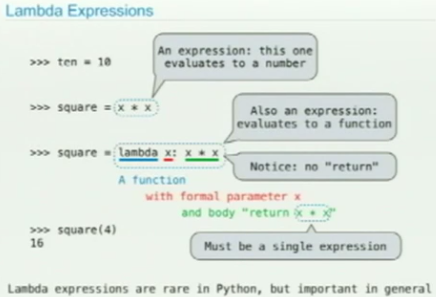 Lambda Expressions
An expression: this one
evaluates to a number
>>> ten = 10
>>> square = x * x
Also an expression:
evaluates to a function
>>> square = lambda x: x * x
Notice: no "return"
A function
with formal parameter x
and body "return x * x"
>>> square(4)
16
Must be a single expression
Lambda expressions are rare in Python, but important in general